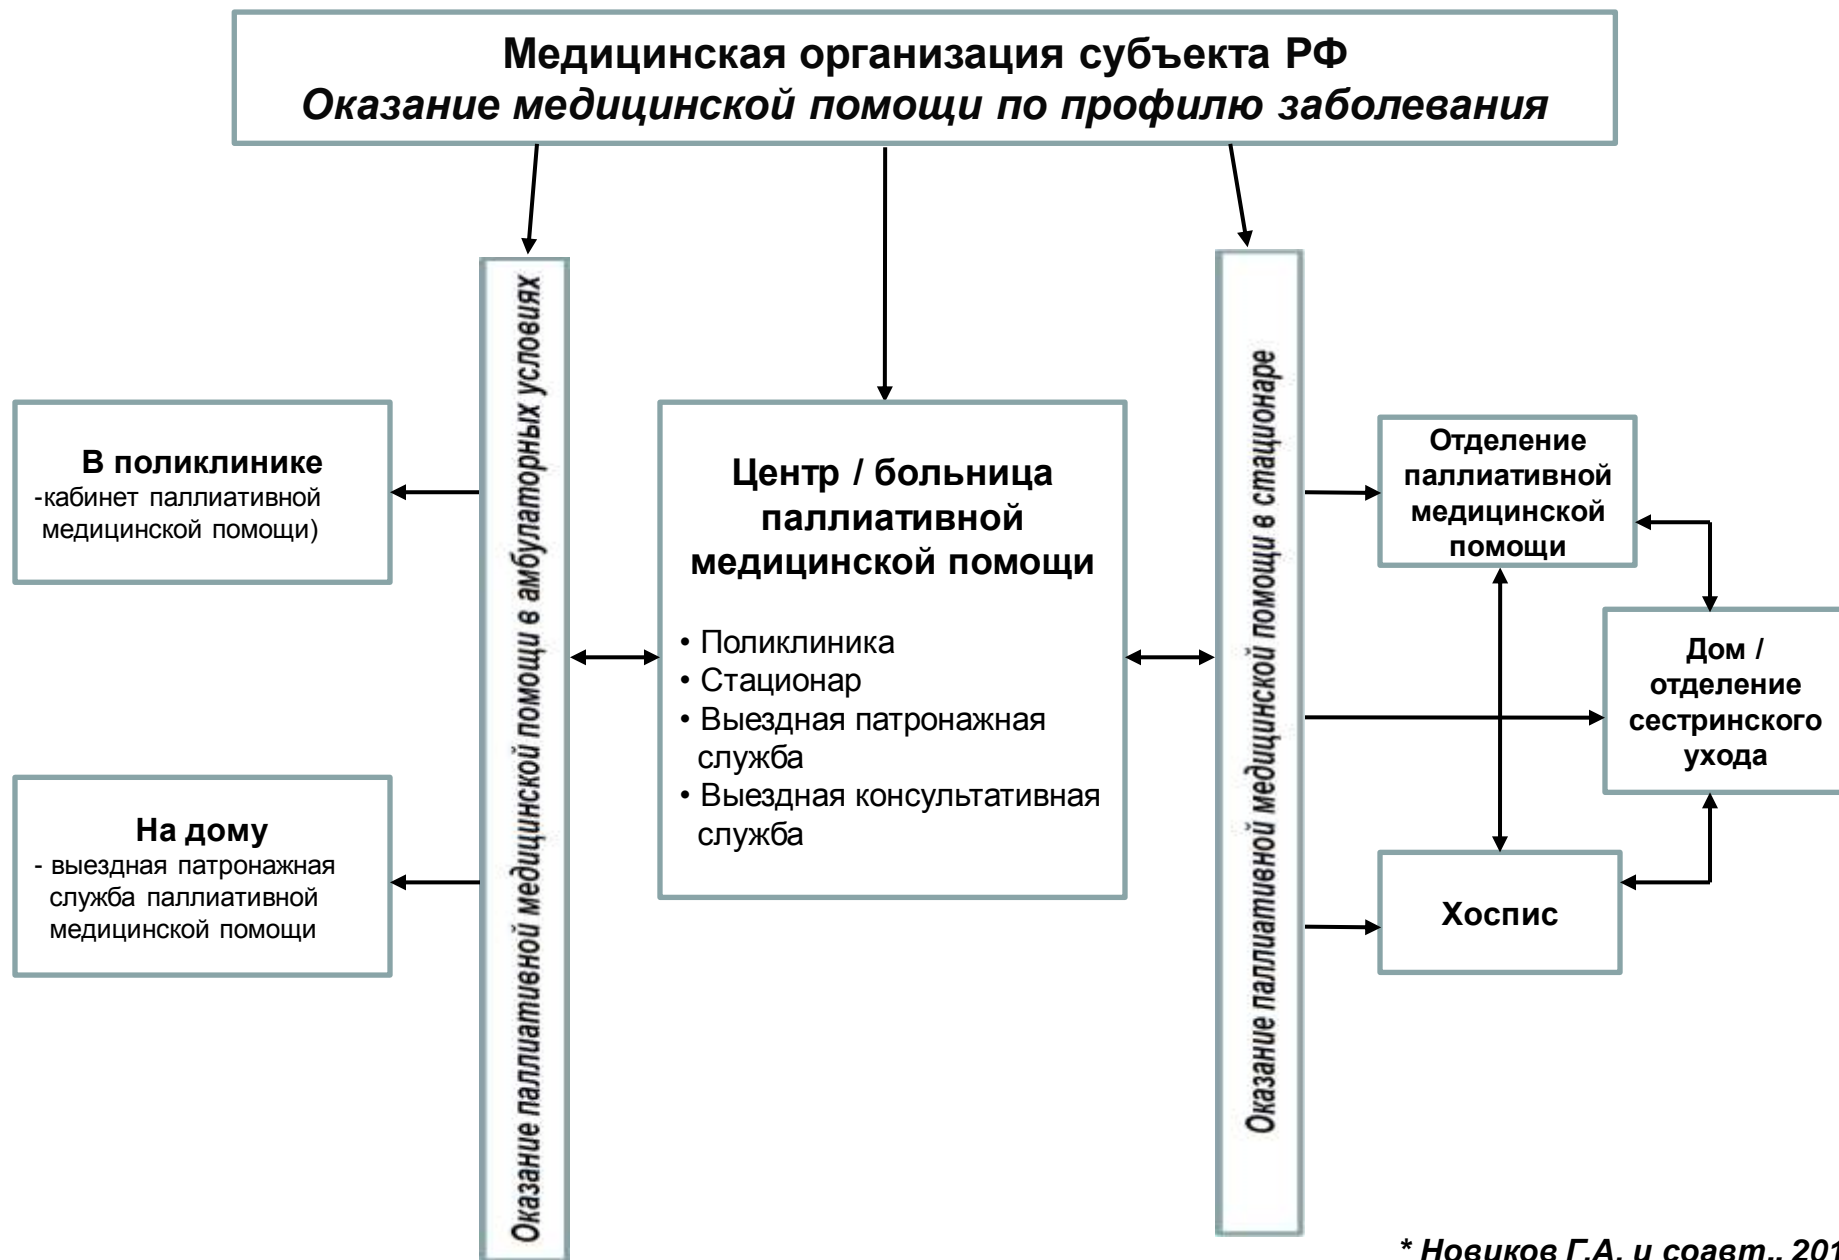 Медицинская организация субъекта РФ
Оказание медицинской помощи по профилю заболевания
Оказание паллиативной медицинской помощи в амбулаторных условиях
Оказание паллиативной медицинской помощи в стационаре
В поликлинике
-кабинет паллиативной
медицинской помощи)
На дому
- выездная патронажная
служба паллиативной
медицинской помощи
Центр / больница
паллиативной
медицинской помощи
• Поликлиника
• Стационар
• Выездная патронажная
служба
• Выездная консультативная
служба
Отделение
паллиативной
медицинской
помощи
Дом /
отделение
сестринского
ухода
Хоспис
* Новиков Г.А. и соавт., 201